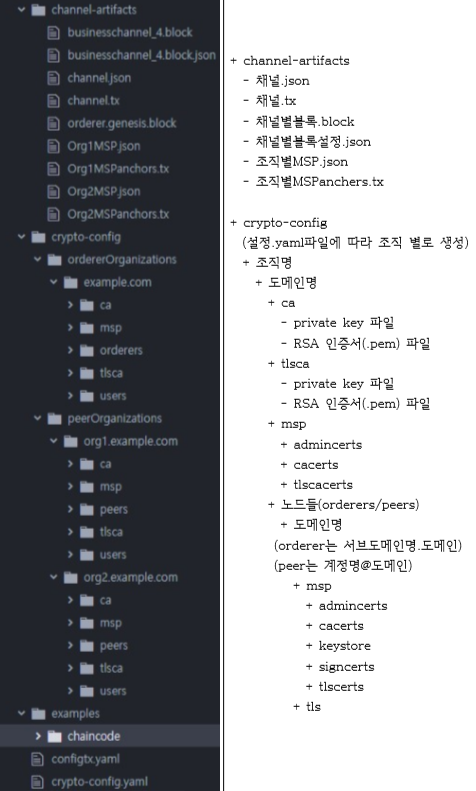 channel-artifacts
businesschannel_4.block
businesschannel_4.block.json
channel.json
channel.tx
orderer.genesis.block
Org1MSP.json
Org1MSPanchors.tx
Org2MSP.json
Org2MSPanchors.tx
crypto-config
ordererOrganizations
example.com
ca
msp
orderers
tlsca
users
peerOrganizations
org1.example.com
ca
msp
peers
tlsca
users
org2.example.com
ca
msp
peers
tlsca
users
examples
chaincode
configtx.yaml
crypto-config.yaml
+ channel-artifacts
- 채널.json
- 채널.tx
- 채널별블록.block
- 채널별블록설정.json
- 조직별MSP.json
- 조직별MSPanchers.tx
+ crypto-config
(설정.yaml파일에 따라 조직 별로 생성)
+ 조직명
+ 도메인명
+ ca
- private key 파일
- RSA 인증서(.pem) 파일
+ tlsca
- private key 파일
- RSA 인증서(.pem) 파일
+ msp
+ admincerts
+ cacerts
+ tlscacerts
+ 노드들(orderers/peers)
+ 도메인명
(orderer는 서브도메인명.도메인)
(peer는 계정명@도메인)
+ msp
+ admincerts
+ cacerts
+ keystore
+ signcerts
+ tlscerts
+ tls